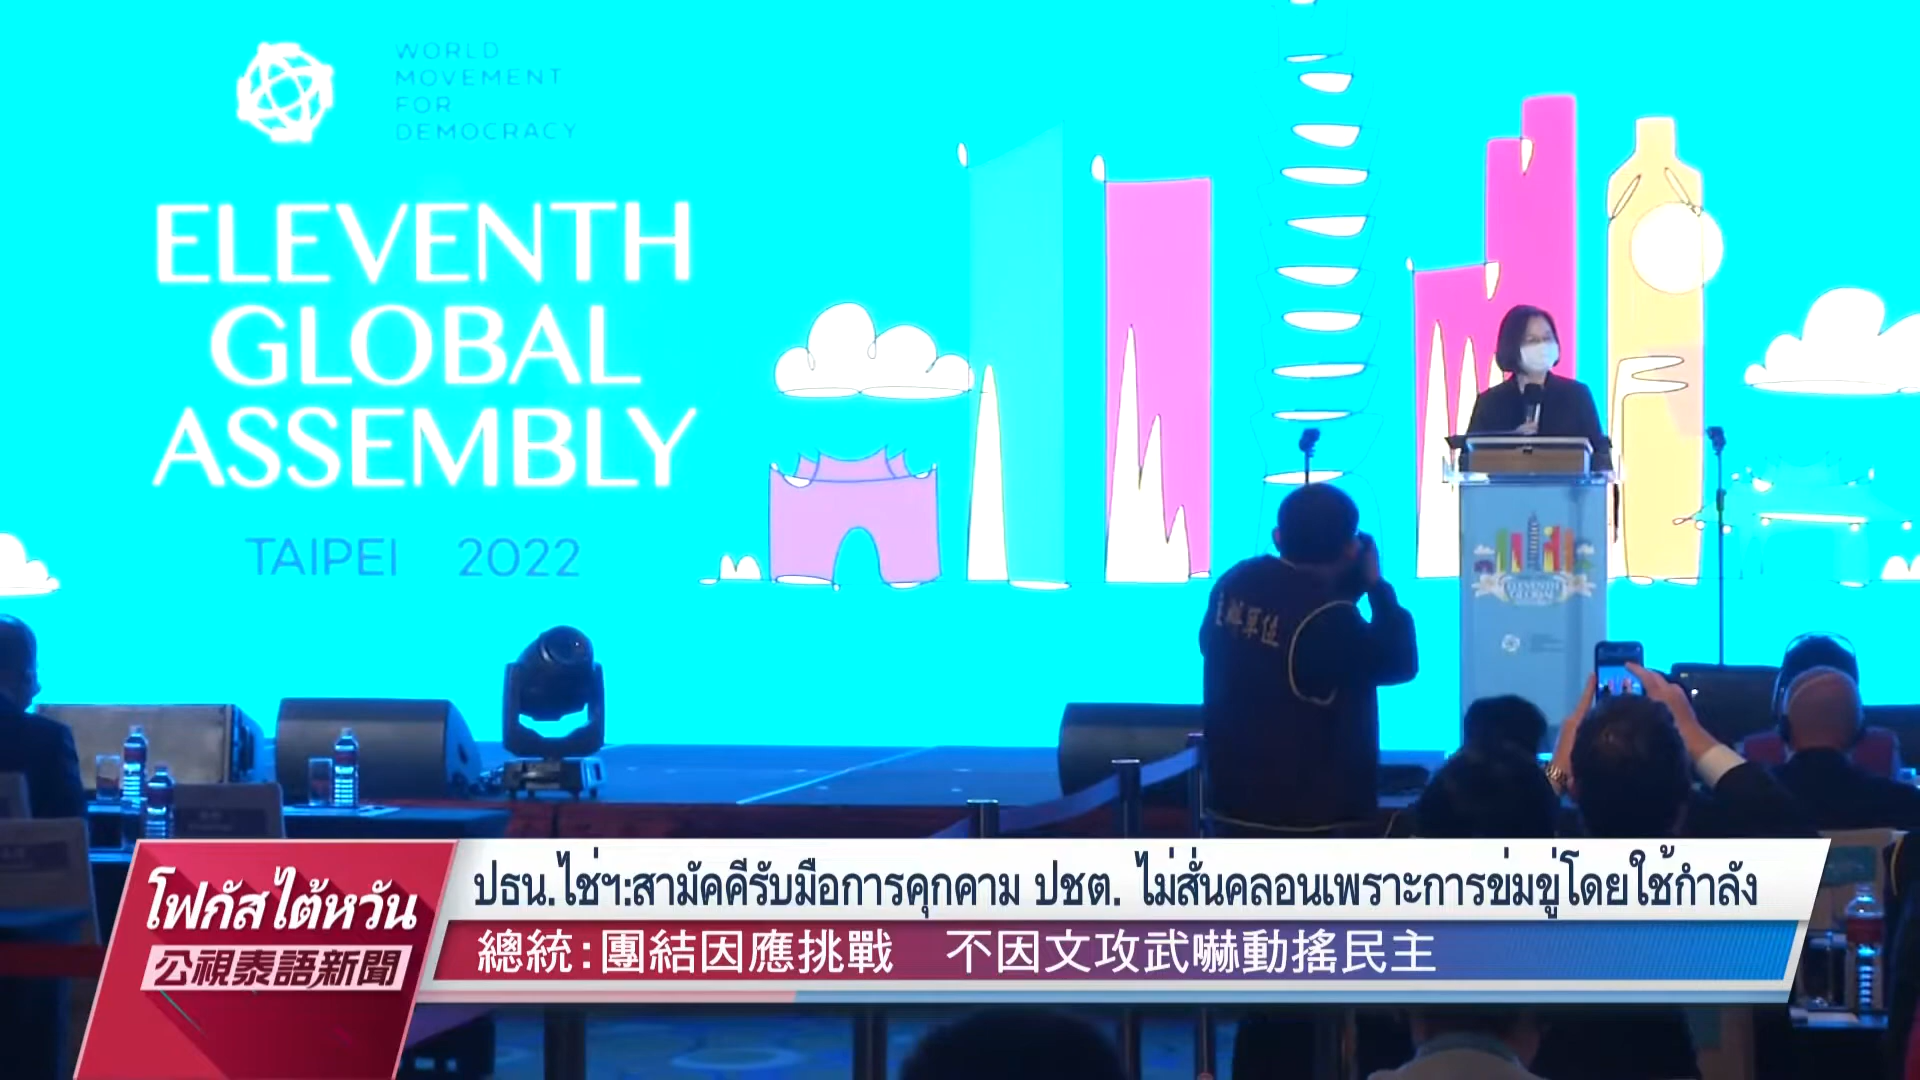 WORLD
MOVEMENT
FOR
DEMOCRACY
ELEVENTH
GLOBAL
ASSEMBLY
TAIPEI 2022
ELEVENTH
GLOBAL
โฟกัสไต้หวัน
公視泰語新聞
ปธน.ไช่ฯ:สามัคคีรับมือการคุกคาม ปชต. ไม่สั่นคลอนเพราะการข่มขู่โดยใช้กำลัง
總統:團結因應挑戰 不因文攻武嚇動搖民主